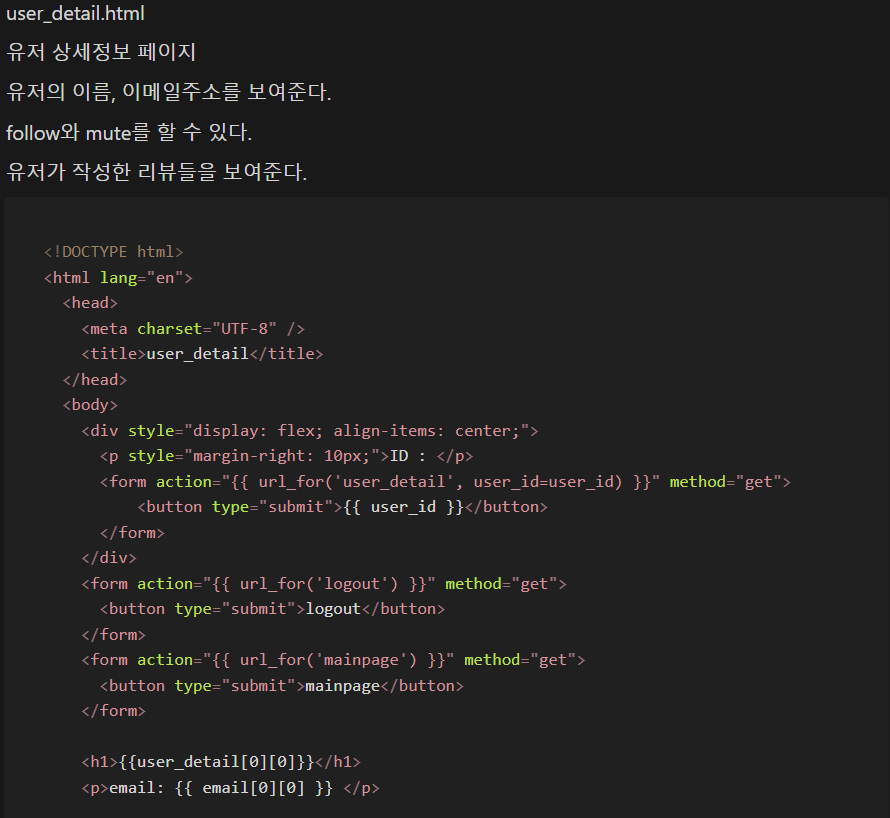 user_detail.html
유저 상세정보 페이지
유저의 이름, 이메일주소를 보여준다.
follow와 mute를 할 수 있다.
유저가 작성한 리뷰들을 보여준다.
<!DOCTYPE html>
<html lang="en">
  <head>
    <meta charset="UTF-8" />
    <title>user_detail</title>
  </head>
  <body>
    <div style="display: flex; align-items: center;">
      <p style="margin-right: 10px;">ID : </p>
      <form action="{{ url_for('user_detail', user_id=user_id) }}" method="get">
          <button type="submit">{{ user_id }}</button>
      </form>
    </div>
    <form action="{{ url_for('logout') }}" method="get">
      <button type="submit">logout</button>
    </form>
    <form action="{{ url_for('mainpage') }}" method="get">
      <button type="submit">mainpage</button>
    </form>
    <h1>{{user_detail[0][0]}}</h1>
    <p>email: {{ email[0][0] }} </p>